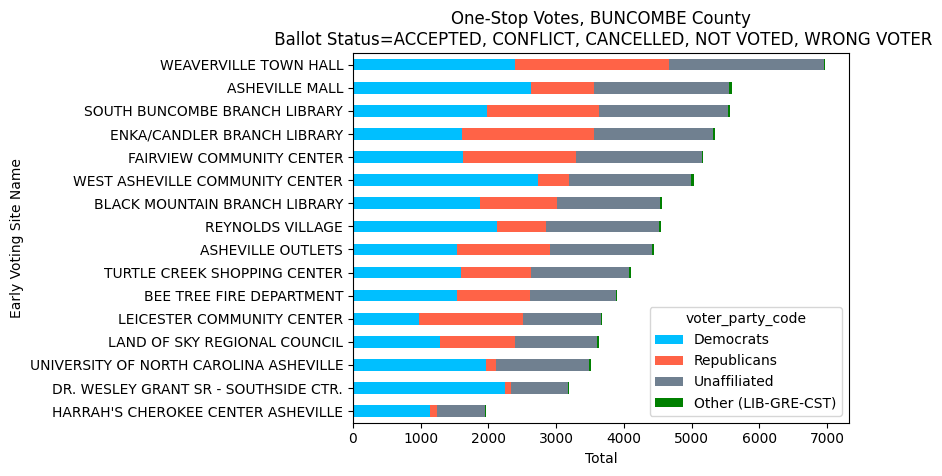 One-Stop Votes, BUNCOMBE County
Ballot Status=ACCEPTED, CONFLICT, CANCELLED, NOT VOTED, WRONG VOTER
Early Voting Site Name
WEAVERVILLE TOWN HALL
ASHEVILLE MALL
SOUTH BUNCOMBE BRANCH LIBRARY
ENKA/CANDLER BRANCH LIBRARY
FAIRVIEW COMMUNITY CENTER
WEST ASHEVILLE COMMUNITY CENTER
BLACK MOUNTAIN BRANCH LIBRARY
REYNOLDS VILLAGE
ASHEVILLE OUTLETS
TURTLE CREEK SHOPPING CENTER
BEE TREE FIRE DEPARTMENT
LEICESTER COMMUNITY CENTER
LAND OF SKY REGIONAL COUNCIL
UNIVERSITY OF NORTH CAROLINA ASHEVILLE
DR. WESLEY GRANT SR - SOUTHSIDE CTR.
HARRAH'S CHEROKEE CENTER ASHEVILLE
voter_party_code
Democrats
Republicans
Unaffiliated
Other (LIB-GRE-CST)
0 1000 2000 3000 4000 5000 6000 7000
Total